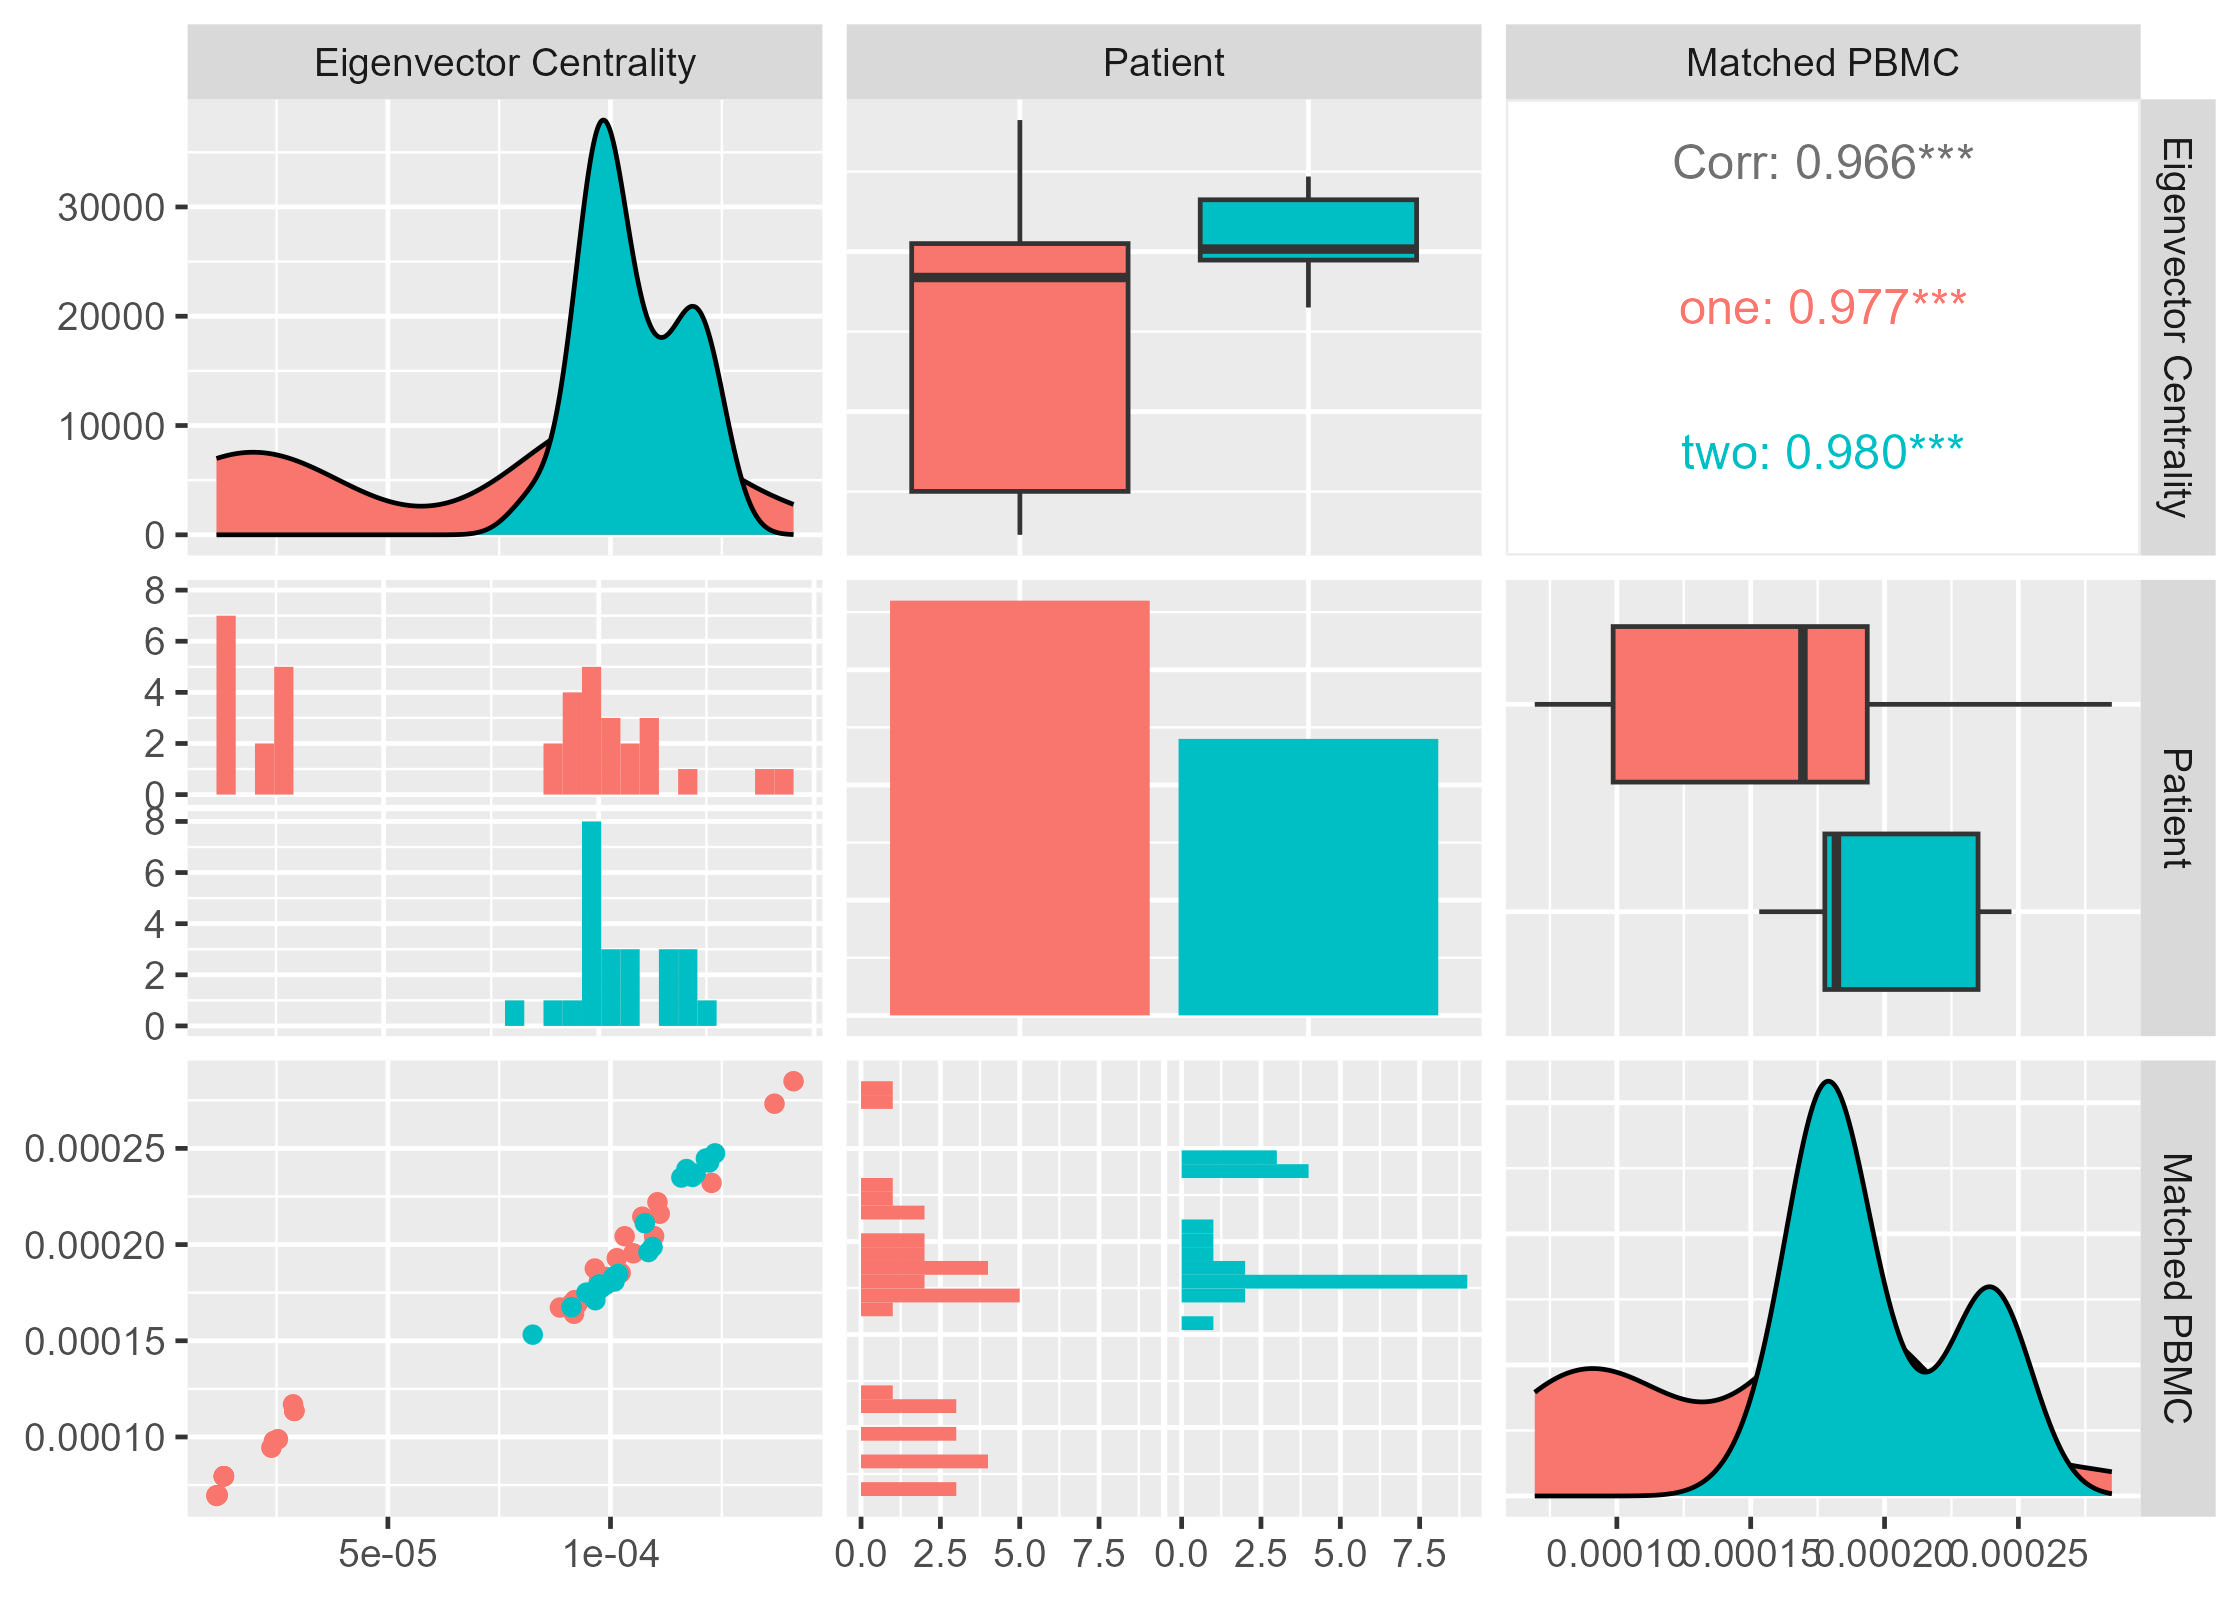 Eigenvector Centrality
Patient
Matched PBMC
30000
20000
10000
0
Corr: 0.966***
one: 0.977***
two: 0.980***
Eigenvector Centrality
8
6
4
2
0
8
6
4
2
0
Patient
0.00025
0.00020
0.00015
0.00010
Matched PBMC
5e-05 1e-04
0.0 2.5 5.0 7.5 0.0 2.5 5.0 7.5
0.00010 0.00015 0.00020 0.00025